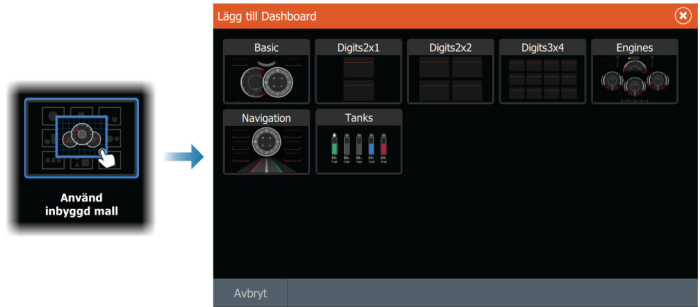 Använd
inbyggd mall
Lägg till Dashboard
Basic
Digits2x1
Digits2x2
Digits3x4
Engines
Navigation
Tanks
Avbryt